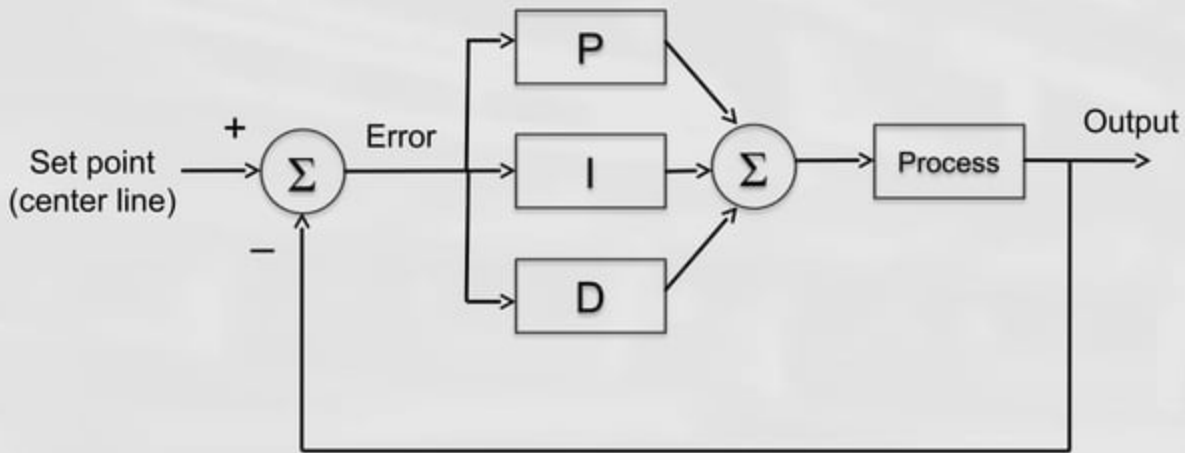 P
+
Error
Output
Set point
(center line)
Σ
I
Σ
Process
−
D